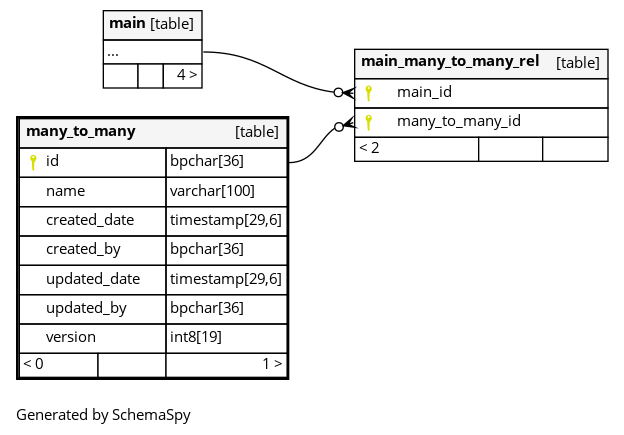 main [table]
...
4 >
main_many_to_many_rel [table]
main_id
many_to_many_id
< 2
many_to_many [table]
id bpchar[36]
name varchar[100]
created_date timestamp[29,6]
created_by bpchar[36]
updated_date timestamp[29,6]
updated_by bpchar[36]
version int8[19]
< 0 1 >
Generated by SchemaSpy